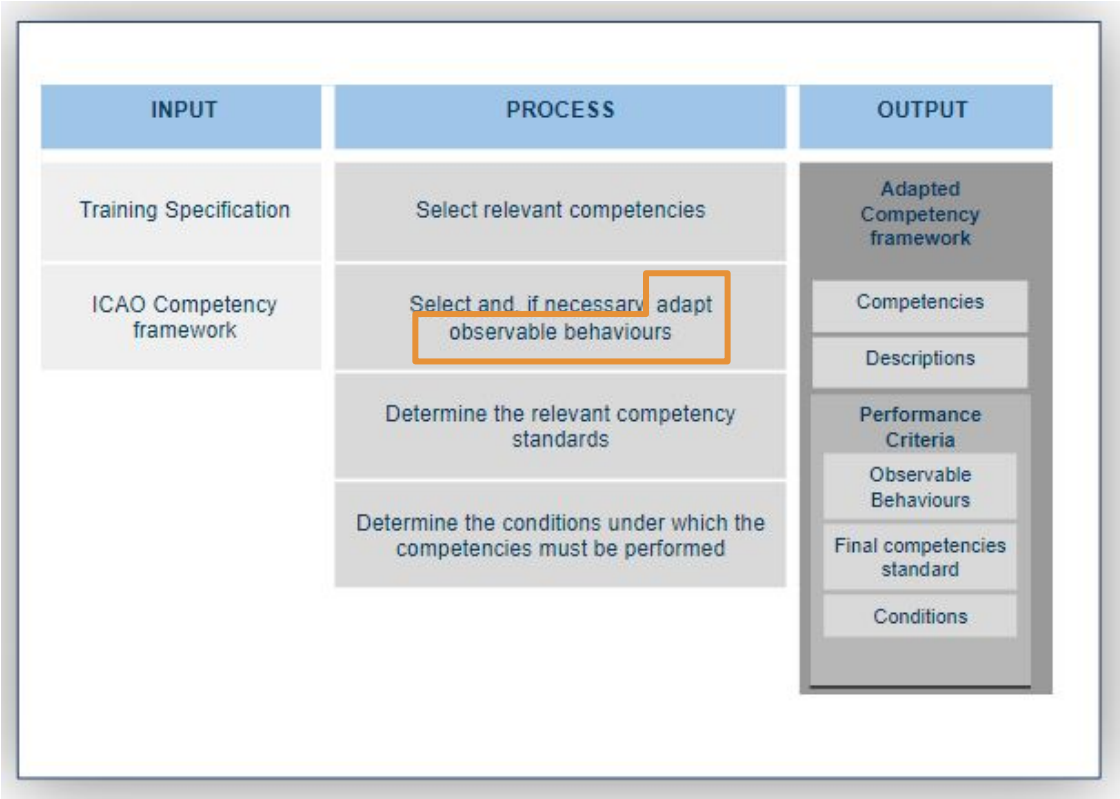 INPUT
PROCESS
OUTPUT
Training Specification
Select relevant competencies
Adapted
Competency
framework
ICAO Competency
framework
Select and, if necessary, adapt
observable behaviours
Competencies
Descriptions
Determine the relevant competency
standards
Performance
Criteria
Observable
Behaviours
Determine the conditions under which the
competencies must be performed
Final competencies
standard
Conditions